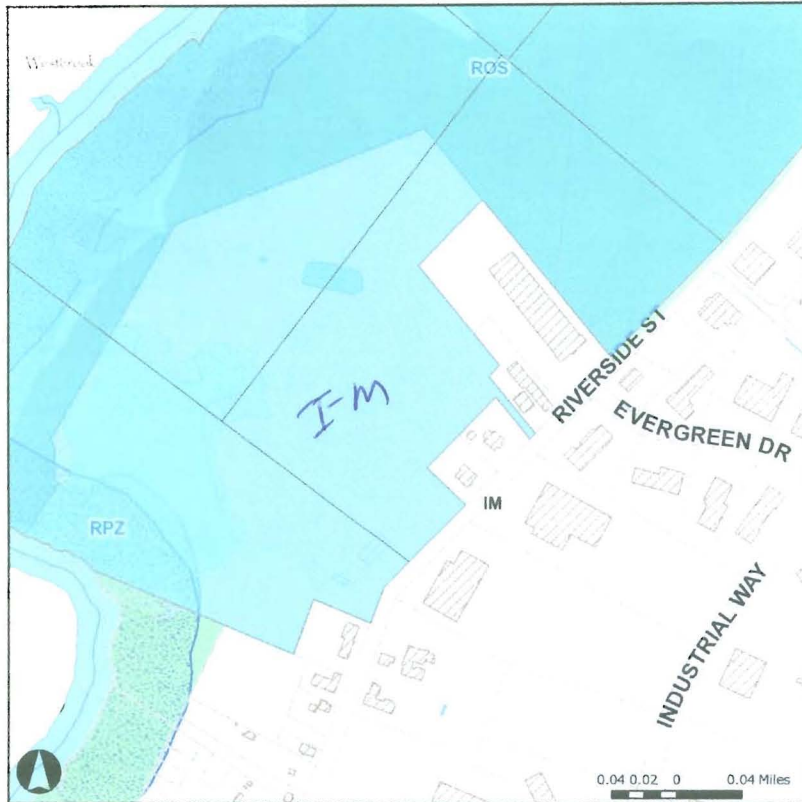 Westbrook
ROS
RIVERSIDE ST
I-M
EVERGREEN DR
IM
RPZ
INDUSTRIAL WAY
0.04 0.02 0 0.04 Miles